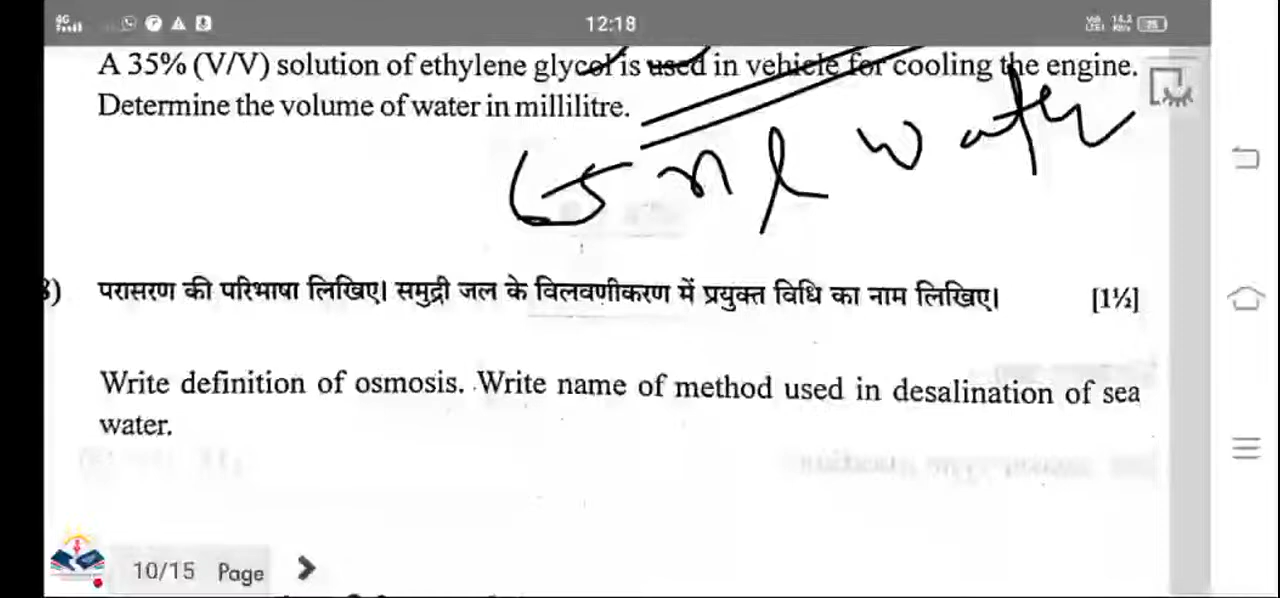 12:18
A 35% (V/V) solution of ethylene glycol is used in vehicle for cooling the engine.
Determine the volume of water in millilitre.
65 ml water
3) परासरण की परिभाषा लिखिए। समुद्री जल के विलवणीकरण में प्रयुक्त विधि का नाम लिखिए। [1½]
Write definition of osmosis. Write name of method used in desalination of sea
water.
10/15 Page